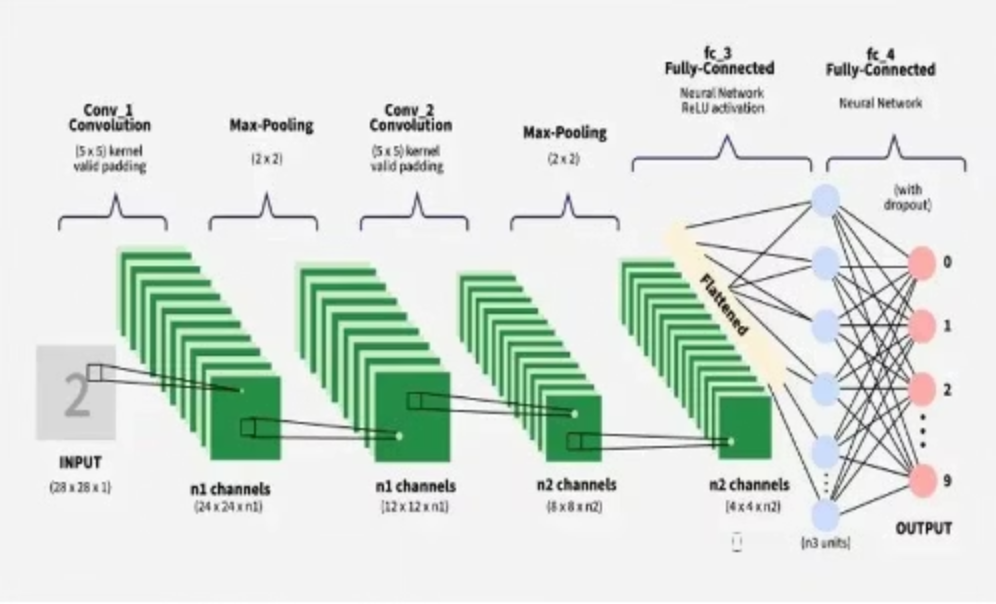 Conv_1
Convolution
(5 x 5) kernel
valid padding
Max-Pooling
(2 x 2)
Conv_2
Convolution
(5 x 5) kernel
valid padding
Max-Pooling
(2 x 2)
fc_3
Fully-Connected
Neural Network
ReLU activation
fc_4
Fully-Connected
Neural Network
(with
dropout)
2
INPUT
(28 x 28 x 1)
n1 channels
(24 x 24 x n1)
n1 channels
(12 x 12 x n1)
n2 channels
(8 x 8 x n2)
n2 channels
(4 x 4 x n2)
Flattened
(n3 units)
0
1
2
9
OUTPUT